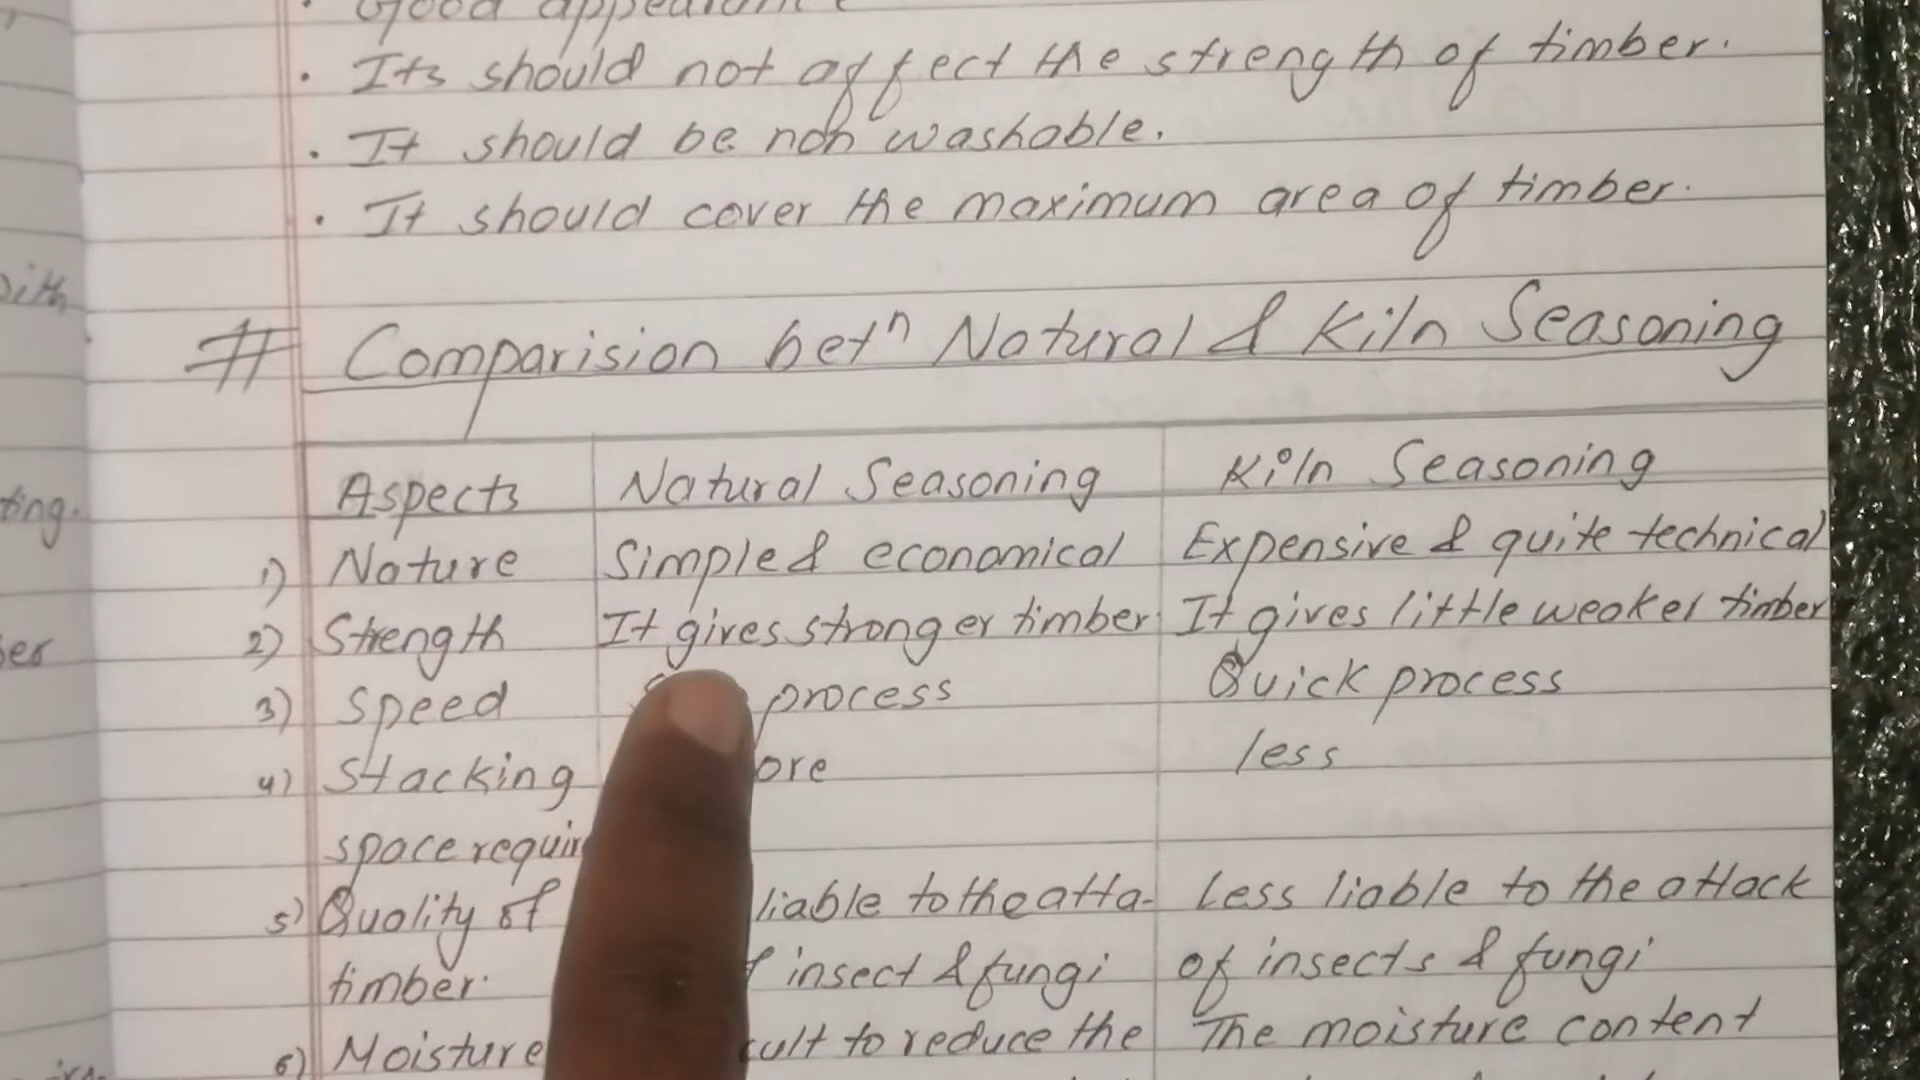 Good
. Its should not affect the strength of timber.
. It should be non washable.
. It should cover the maximum area of timber.
# Comparision betⁿ Natural & Kiln Seasoning
Aspects Natural Seasoning Kiln Seasoning
1) Nature Simple & economical Expensive & quite technical
2) Strength It gives stronger timber. It gives little weaker timber
3) Speed process Quick process
4) Stacking ore less
space requir
5) Quality of liable to the atta- Less liable to the attack
timber. insect & fungi of insects & fungi
6) Moisture cult to reduce the The moisture content